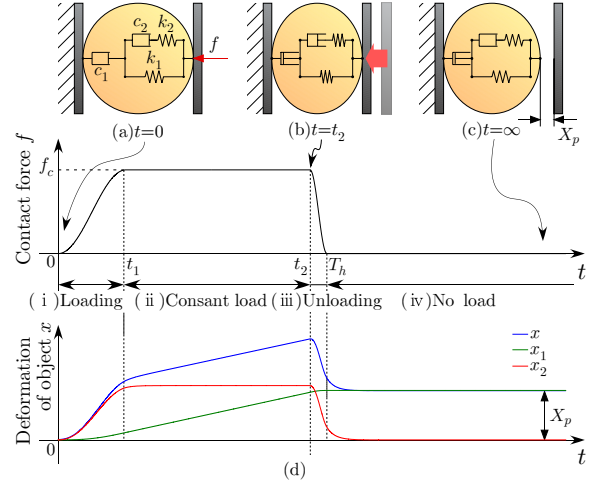 c₂ k₂
c₁ k₁ f
(a)t=0 (b)t=t₂ (c)t=∞ Xₚ
Contact force f
f_c
0 t₁ t₂ Tₕ t
(ⅰ)Loading (ⅱ)Consant load (ⅲ)Unloading (ⅳ)No load
Deformation
of object x
x
x₁
x₂
Xₚ
0 t
(d)